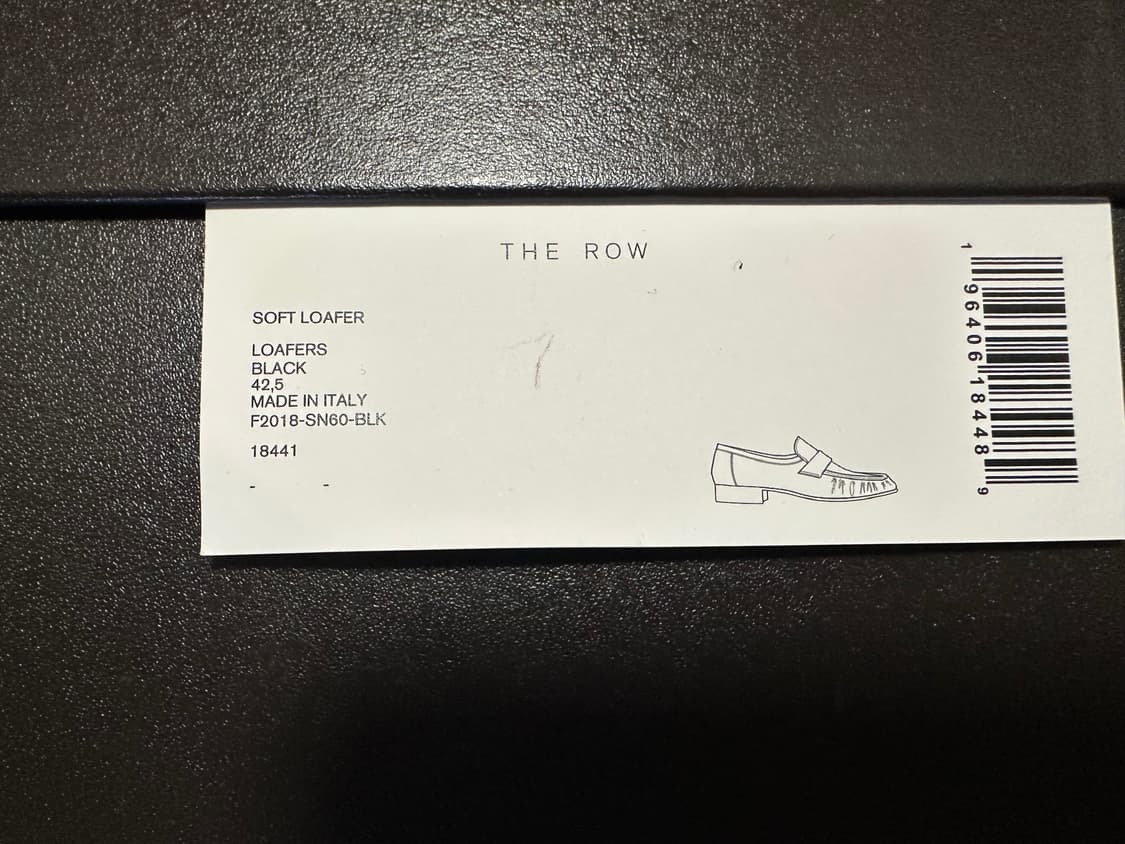 THE ROW
SOFT LOAFER
LOAFERS
BLACK
42,5
MADE IN ITALY
F2018-SN60-BLK
18441
1 96406 18448 9